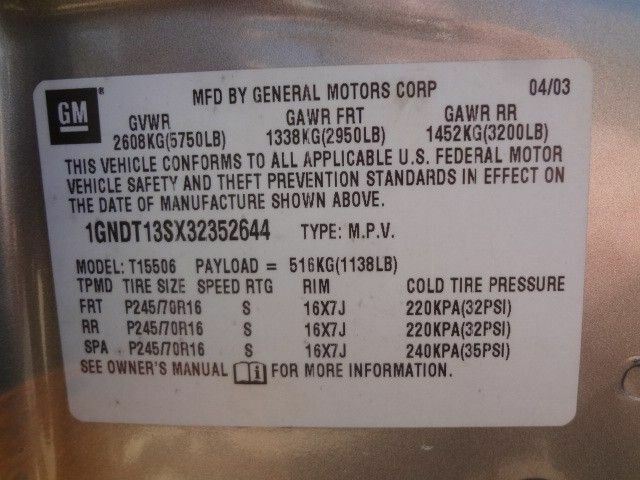 GM ® MFD BY GENERAL MOTORS CORP 04/03
GVWR GAWR FRT GAWR RR
2608KG(5750LB) 1338KG(2950LB) 1452KG(3200LB)
THIS VEHICLE CONFORMS TO ALL APPLICABLE U.S. FEDERAL MOTOR
VEHICLE SAFETY AND THEFT PREVENTION STANDARDS IN EFFECT ON
THE DATE OF MANUFACTURE SHOWN ABOVE.
1GNDT13SX32352644 TYPE: M.P.V.
MODEL: T15506 PAYLOAD = 516KG(1138LB)
TPMD TIRE SIZE SPEED RTG RIM COLD TIRE PRESSURE
FRT P245/70R16 S 16X7J 220KPA(32PSI)
RR P245/70R16 S 16X7J 220KPA(32PSI)
SPA P245/70R16 S 16X7J 240KPA(35PSI)
SEE OWNER'S MANUAL i FOR MORE INFORMATION.